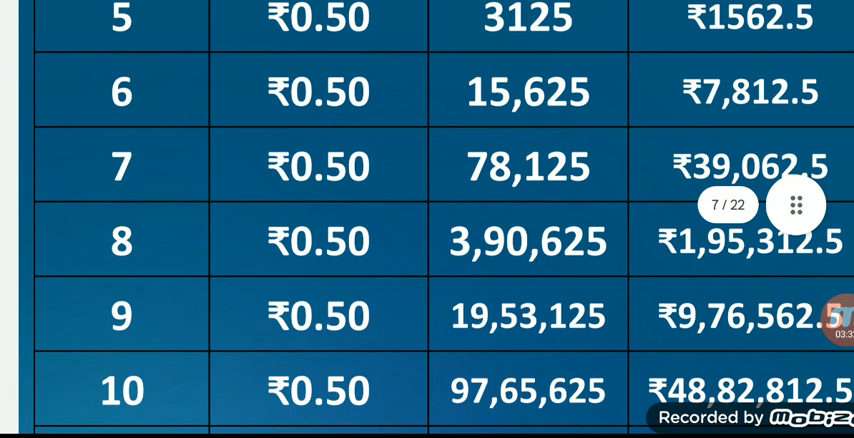 5 ₹0.50 3125 ₹1562.5
6 ₹0.50 15,625 ₹7,812.5
7 ₹0.50 78,125 ₹39,062.5
7 / 22
8 ₹0.50 3,90,625 ₹1,95,312.5
9 ₹0.50 19,53,125 ₹9,76,562.5
03:3
10 ₹0.50 97,65,625 ₹48,82,812.5
Recorded by